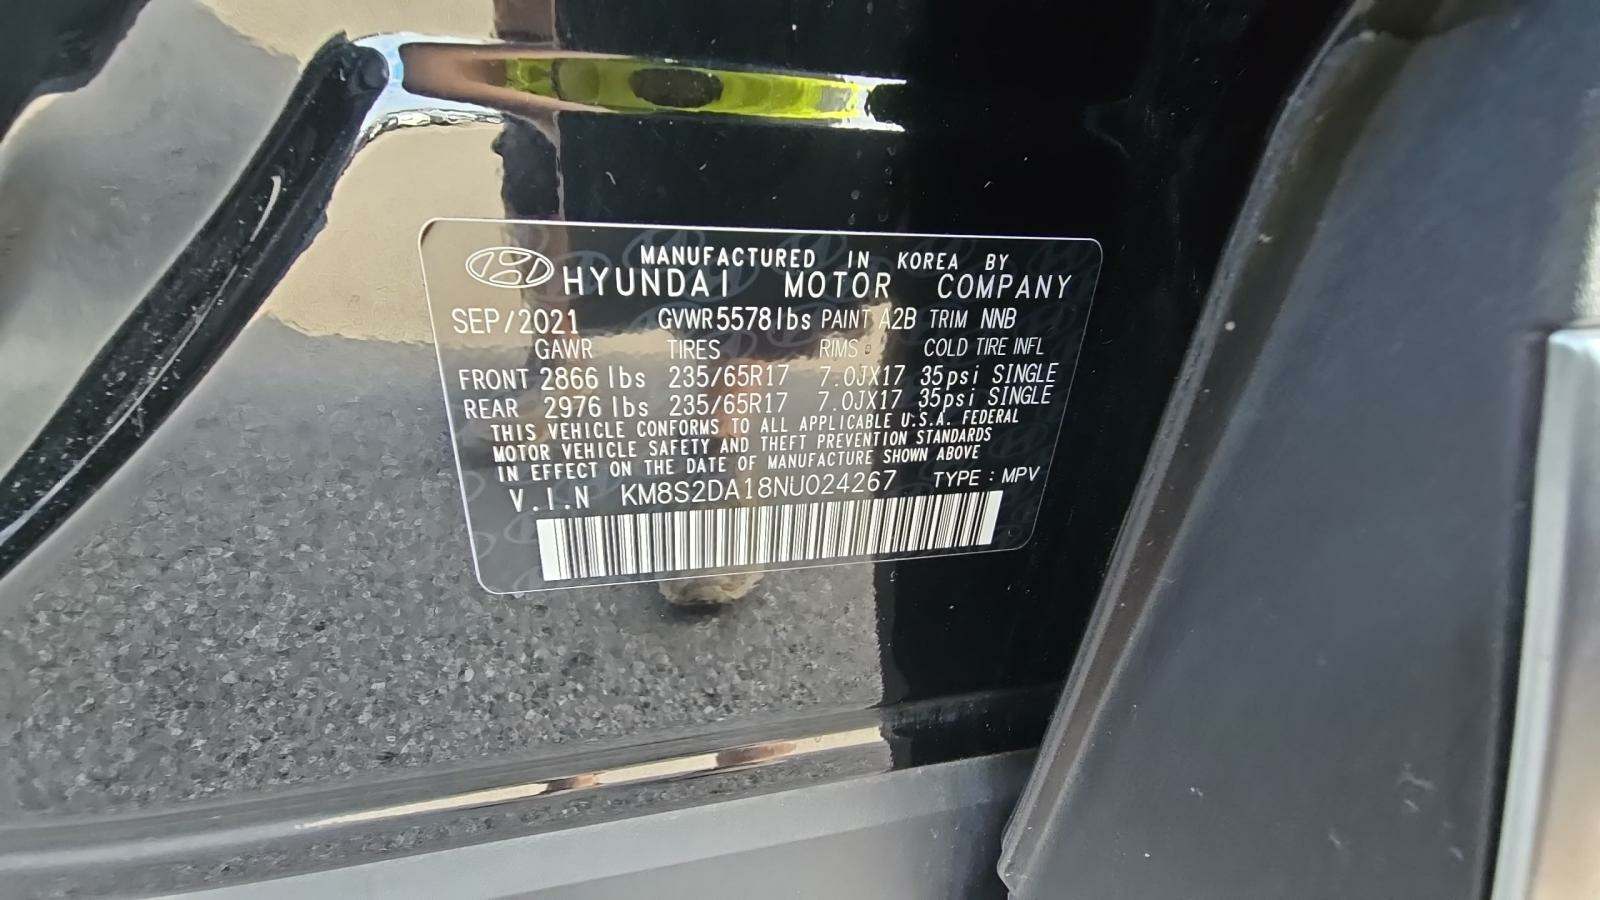 MANUFACTURED IN KOREA BY
HYUNDAI MOTOR COMPANY
SEP/2021 GVWR 5578lbs PAINT A2B TRIM NNB
GAWR TIRES RIMS COLD TIRE INFL
FRONT 2866 lbs 235/65R17 7.0JX17 35psi SINGLE
REAR 2976 lbs 235/65R17 7.0JX17 35psi SINGLE
THIS VEHICLE CONFORMS TO ALL APPLICABLE U.S.A. FEDERAL
MOTOR VEHICLE SAFETY AND THEFT PREVENTION STANDARDS
IN EFFECT ON THE DATE OF MANUFACTURE SHOWN ABOVE
V.I.N KM8S2DA18NU024267 TYPE : MPV